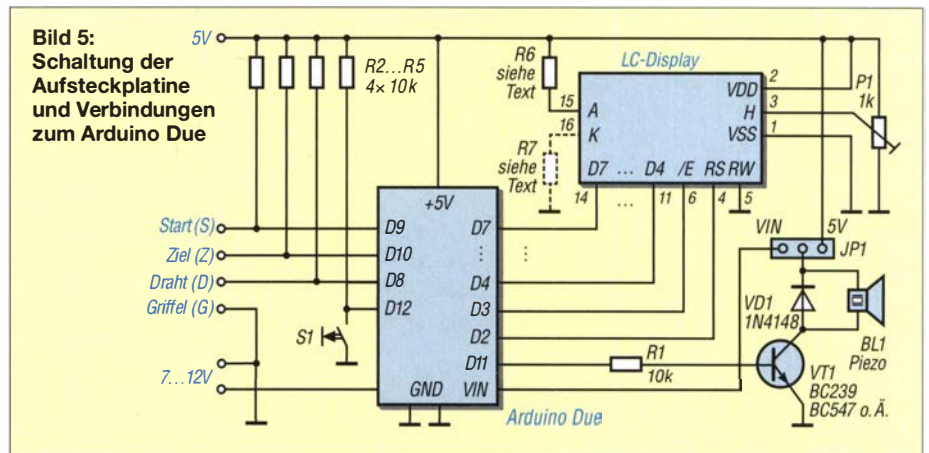 Bild 5:
Schaltung der
Aufsteckplatine
und Verbindungen
zum Arduino Due
5V
R2...R5
4× 10k
R6
siehe
Text
LC-Display
15
A
16
K
R7
siehe
Text
VDD
2
H
3
VSS
1
P1
1k
D7 ... D4 /E RS RW
14 ... 11 6 4 5
+5V
Start (S)
D9
D7
Ziel (Z)
D10
Draht (D)
D8
D4
Griffel (G)
D12
D3
S1
D2
D11
7...12V
GND
VIN
Arduino Due
R1
10k
VIN
5V
JP1
VD1
1N4148
BL1
Piezo
VT1
BC239
BC547 o.Ä.